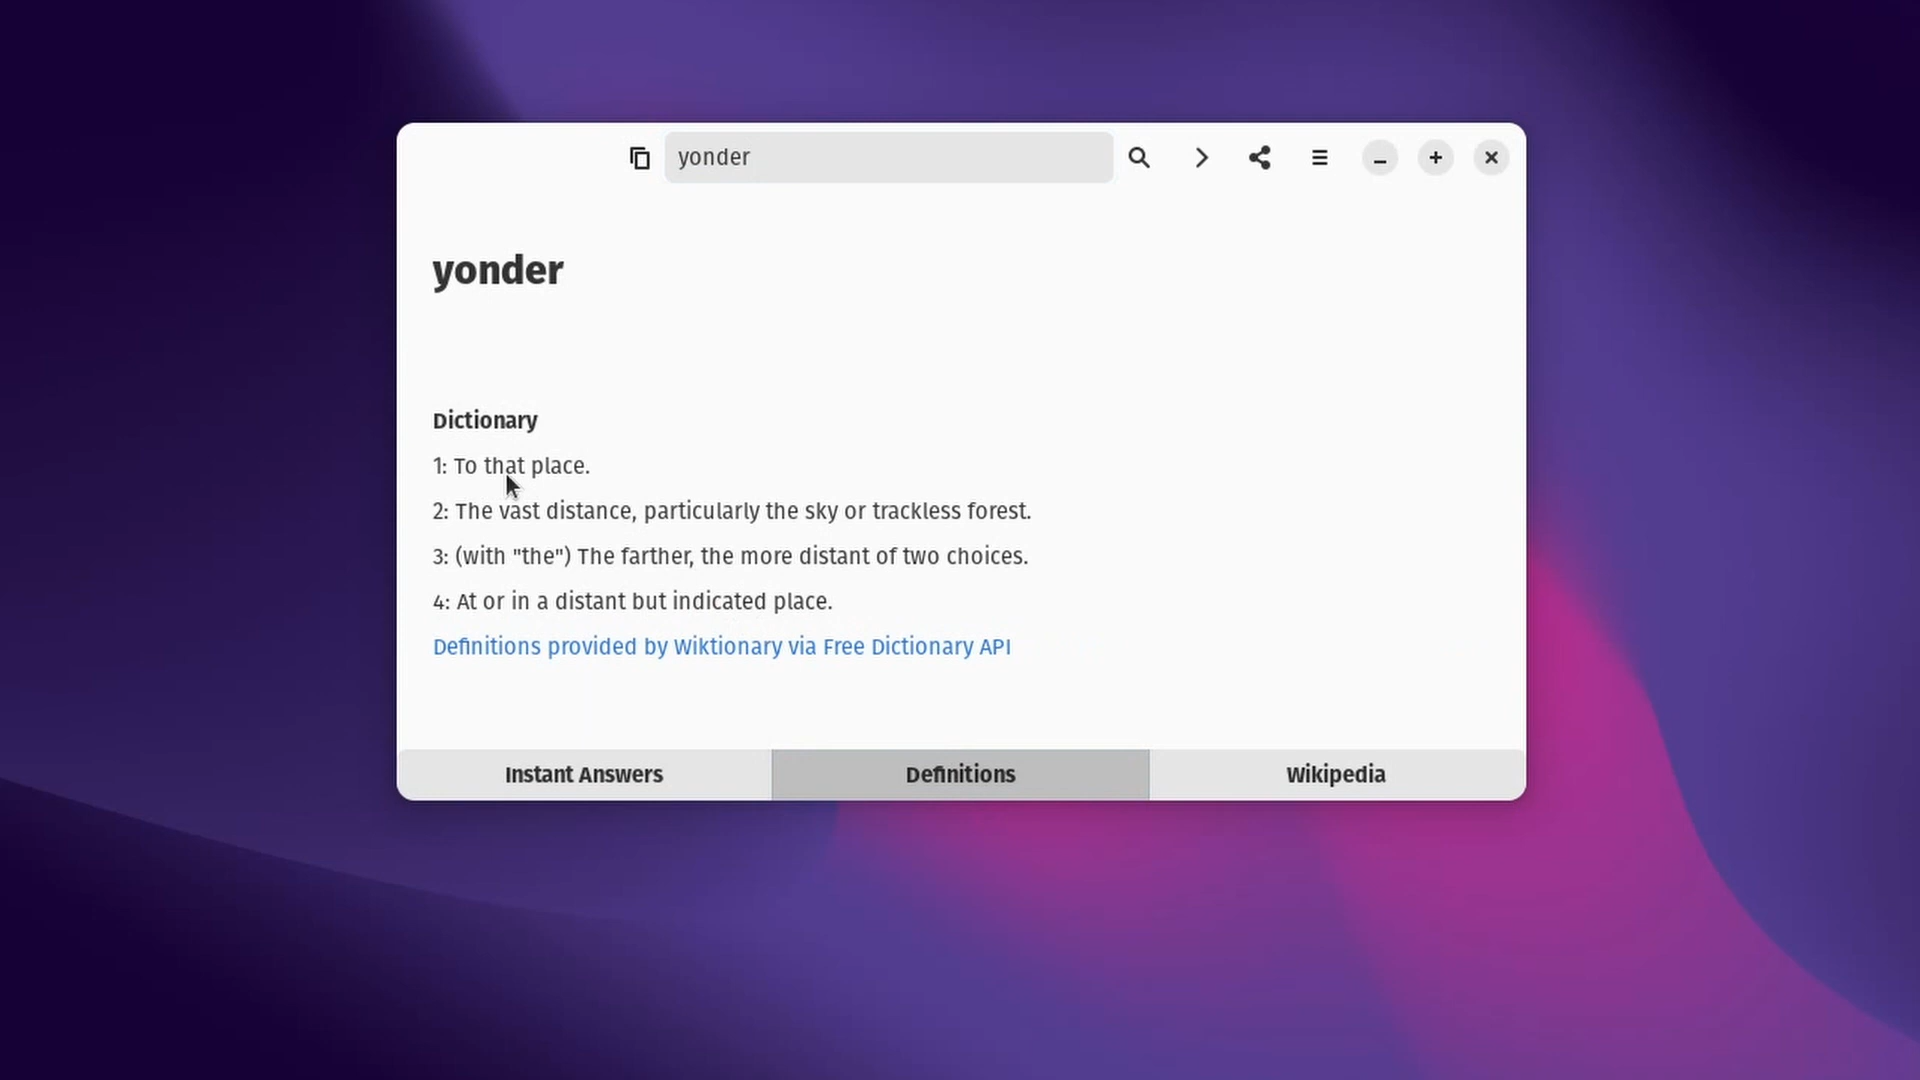 yonder
yonder
Dictionary
1: To that place.
2: The vast distance, particularly the sky or trackless forest.
3: (with "the") The farther, the more distant of two choices.
4: At or in a distant but indicated place.
Definitions provided by Wiktionary via Free Dictionary API
Instant Answers
Definitions
Wikipedia